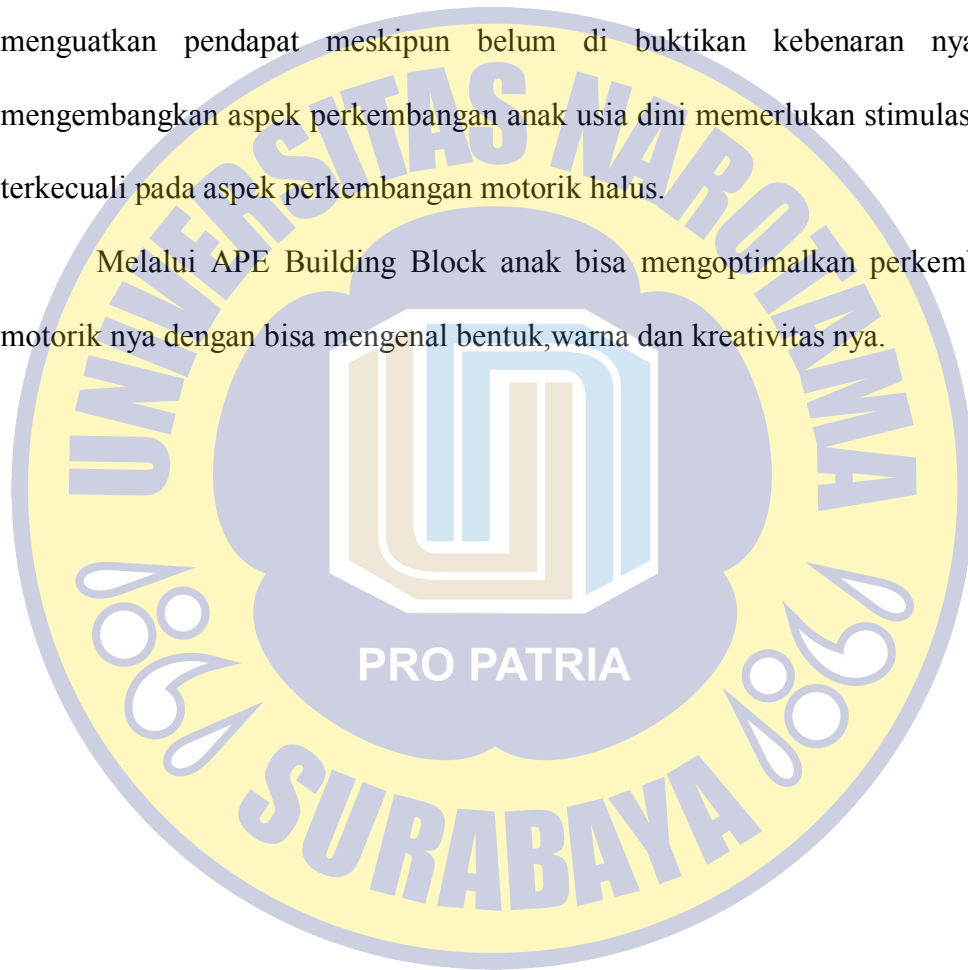 menguatkan pendapat meskipun belum di buktikan kebenaran nya
mengembangkan aspek perkembangan anak usia dini memerlukan stimulas
terkecuali pada aspek perkembangan motorik halus.
Melalui APE Building Block anak bisa mengoptimalkan perkem
motorik nya dengan bisa mengenal bentuk,warna dan kreativitas nya.
UNIVERSITAS NAROTAMA
PRO PATRIA
1981
1981
SURABAYA